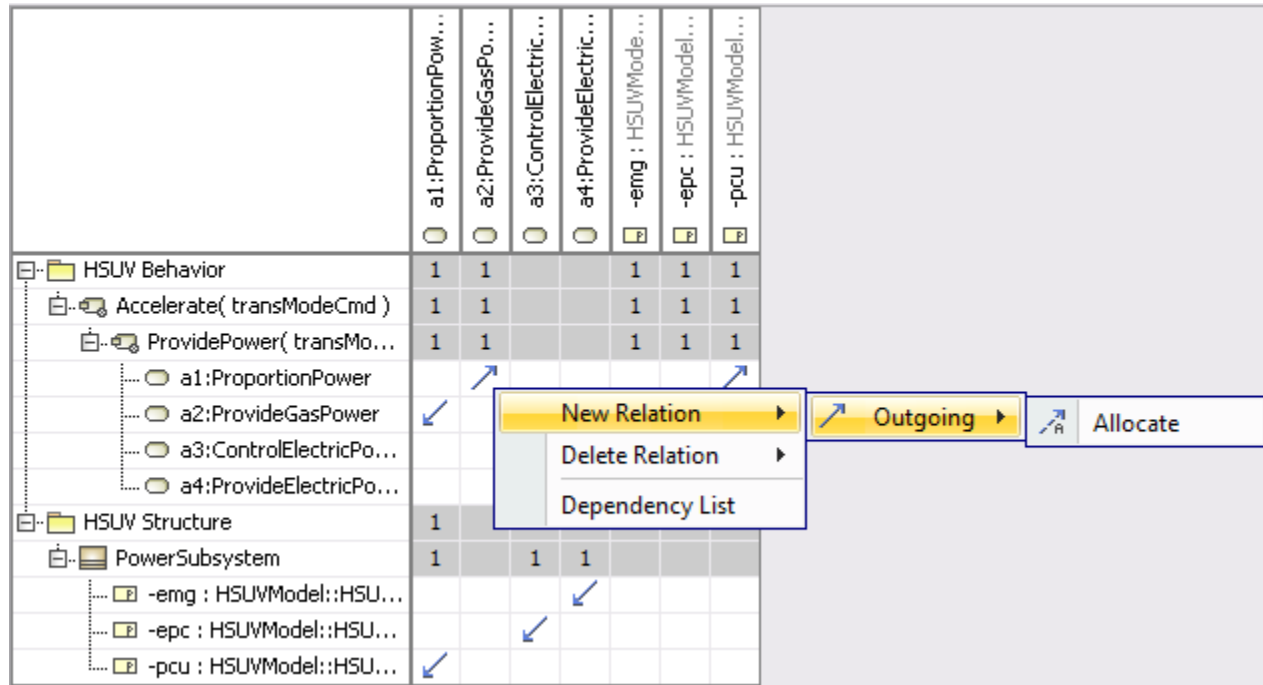 a1:ProportionPow...
a2:ProvideGasPo...
a3:ControlElectric...
a4:ProvideElectric...
-emg : HSUVMode...
-epc : HSUVModel...
-pcu : HSUVModel...
HSUV Behavior 1 1 1 1 1
Accelerate( transModeCmd ) 1 1 1 1 1
ProvidePower( transMo... 1 1 1 1 1
a1:ProportionPower
a2:ProvideGasPower
New Relation
Outgoing
Allocate
a3:ControlElectricPo...
Delete Relation
a4:ProvideElectricPo...
Dependency List
HSUV Structure 1
PowerSubsystem 1 1 1
-emg : HSUVModel::HSU...
-epc : HSUVModel::HSU...
-pcu : HSUVModel::HSU...